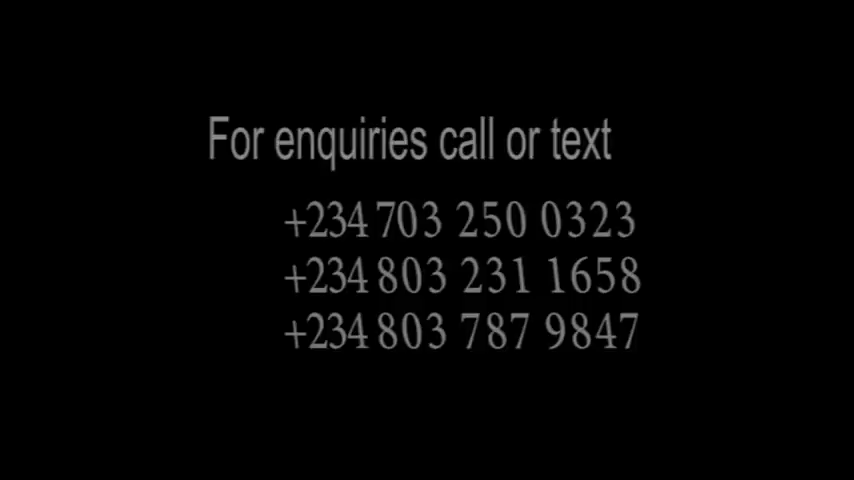 For enquiries call or text
+234 703 250 0323
+234 803 231 1658
+234 803 787 9847